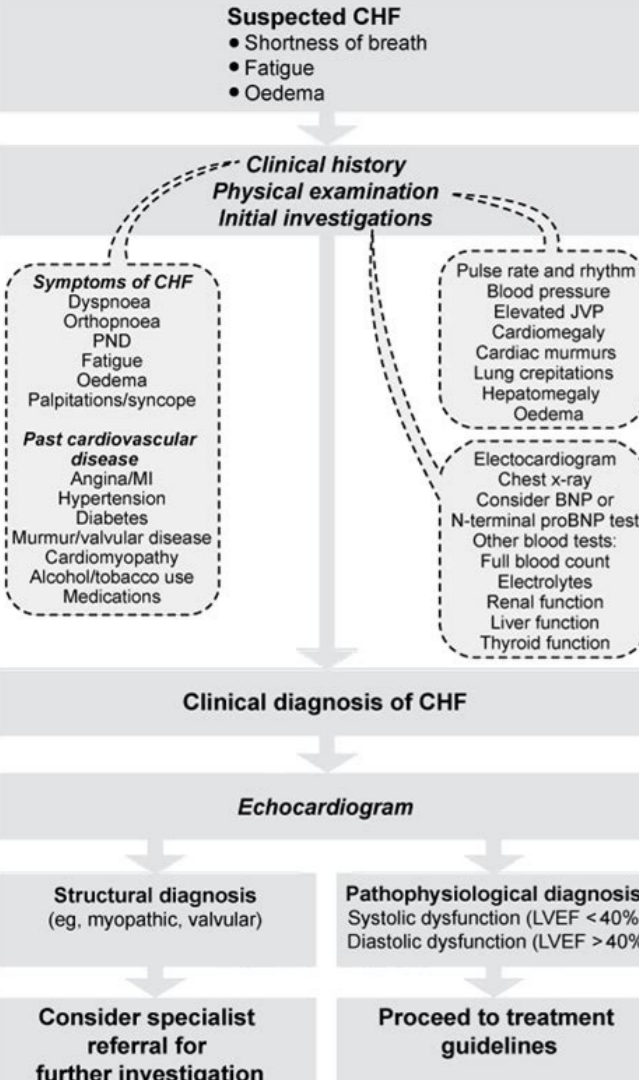 Suspected CHF
• Shortness of breath
• Fatigue
• Oedema
Clinical history
Physical examination
Initial investigations
Symptoms of CHF
Dyspnoea
Orthopnoea
PND
Fatigue
Oedema
Palpitations/syncope
Past cardiovascular
disease
Angina/MI
Hypertension
Diabetes
Murmur/valvular disease
Cardiomyopathy
Alcohol/tobacco use
Medications
Pulse rate and rhythm
Blood pressure
Elevated JVP
Cardiomegaly
Cardiac murmurs
Lung crepitations
Hepatomegaly
Oedema
Electocardiogram
Chest x-ray
Consider BNP or
N-terminal proBNP test
Other blood tests:
Full blood count
Electrolytes
Renal function
Liver function
Thyroid function
Clinical diagnosis of CHF
Echocardiogram
Structural diagnosis
(eg, myopathic, valvular)
Pathophysiological diagnosis
Systolic dysfunction (LVEF <40%
Diastolic dysfunction (LVEF >40%
Consider specialist
referral for
further investigation
Proceed to treatment
guidelines